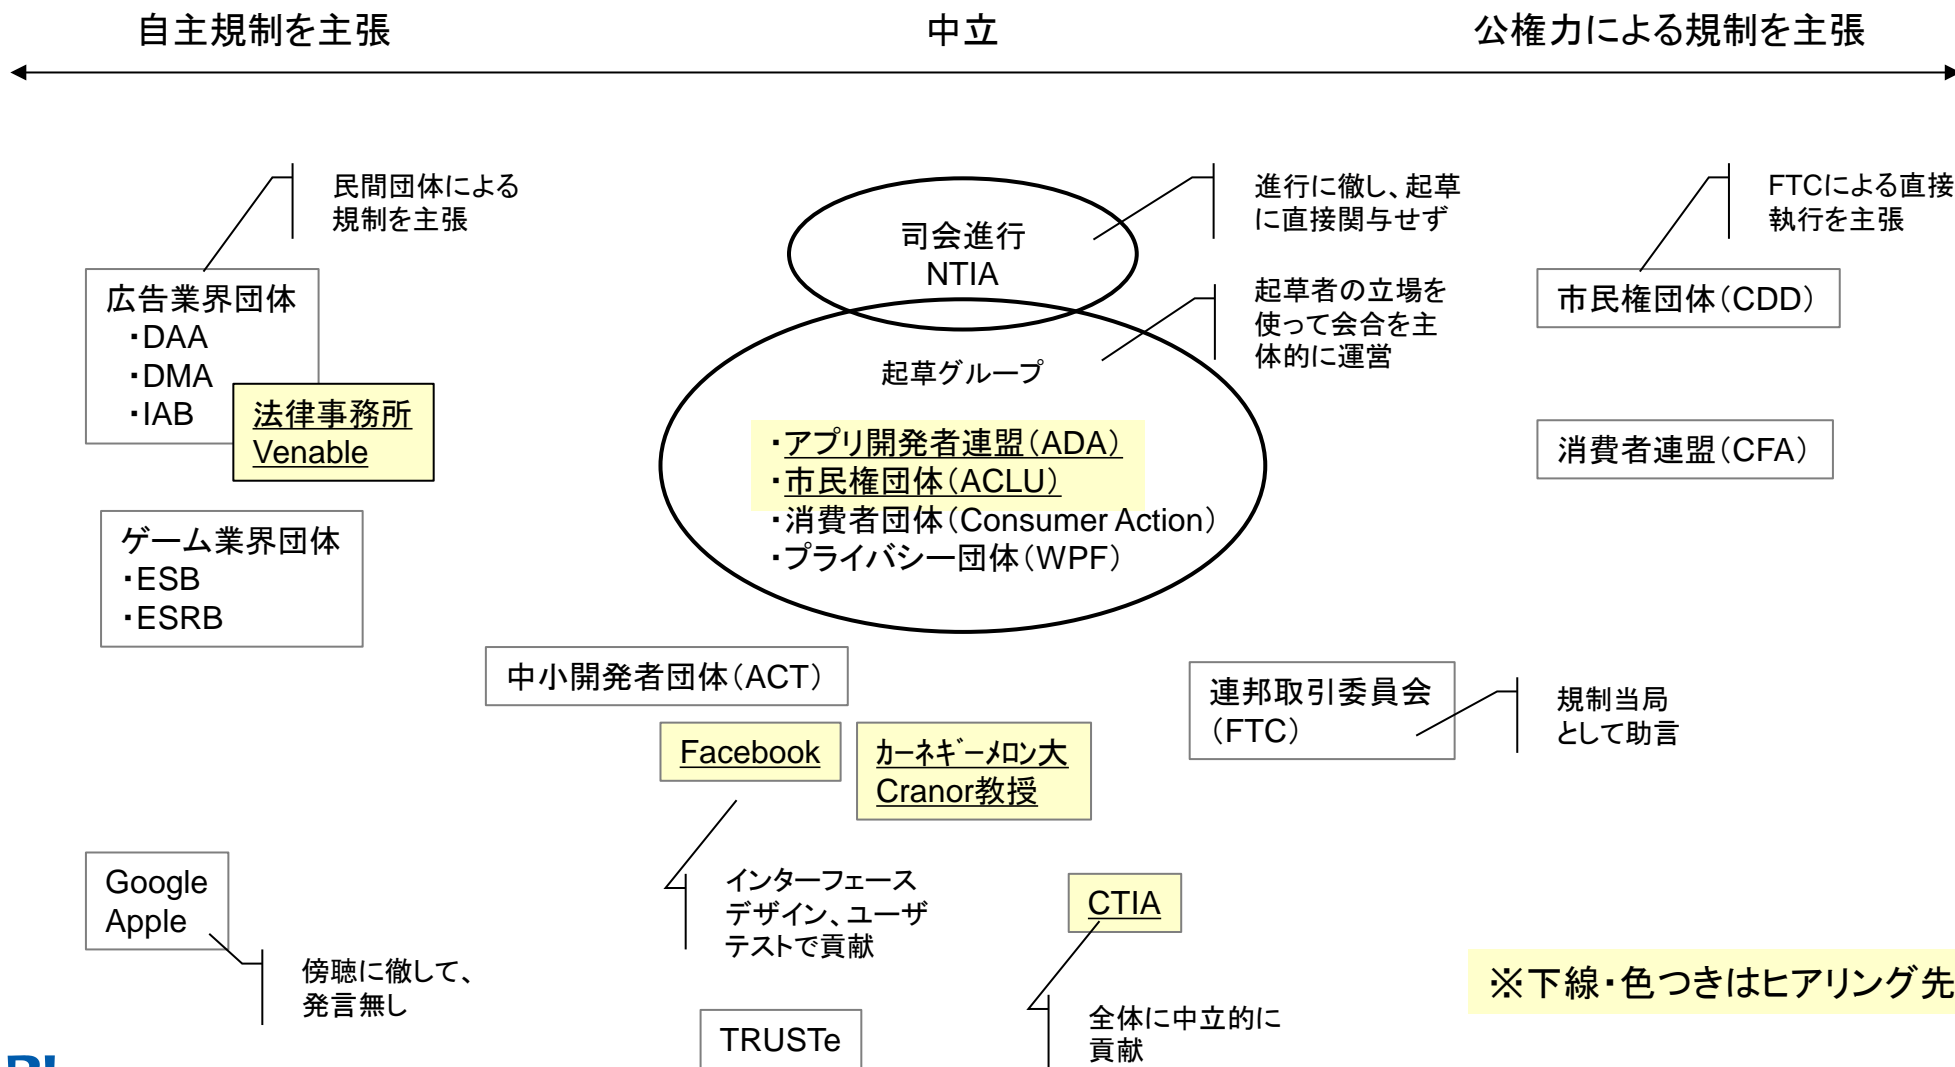 自主規制を主張
中立
公権力による規制を主張
民間団体による
規制を主張
広告業界団体
・DAA
・DMA
・IAB
法律事務所
Venable
ゲーム業界団体
・ESB
・ESRB
司会進行
NTIA
進行に徹し、起草
に直接関与せず
起草者の立場を
使って会合を主
体的に運営
起草グループ
・アプリ開発者連盟(ADA)
・市民権団体(ACLU)
・消費者団体(Consumer Action)
・プライバシー団体(WPF)
FTCによる直接
執行を主張
市民権団体(CDD)
消費者連盟(CFA)
中小開発者団体(ACT)
Facebook
カーネギーメロン大
Cranor教授
連邦取引委員会
(FTC)
規制当局
として助言
Google
Apple
傍聴に徹して、
発言無し
インターフェース
デザイン、ユーザ
テストで貢献
CTIA
全体に中立的に
貢献
TRUSTe
※下線・色つきはヒアリング先